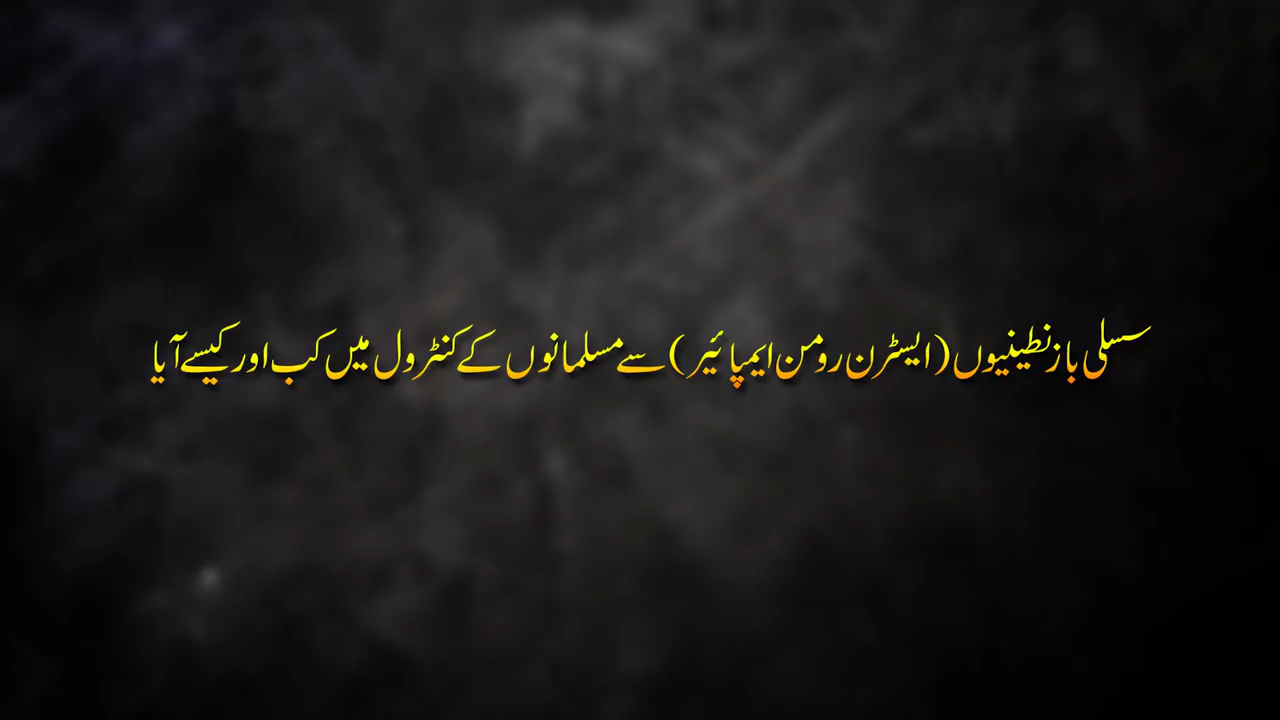 سسلی بازنطینیوں (ایسٹرن رومن ایمپائیر) سے مسلمانوں کے کنٹرول میں کب اور کیسے آیا